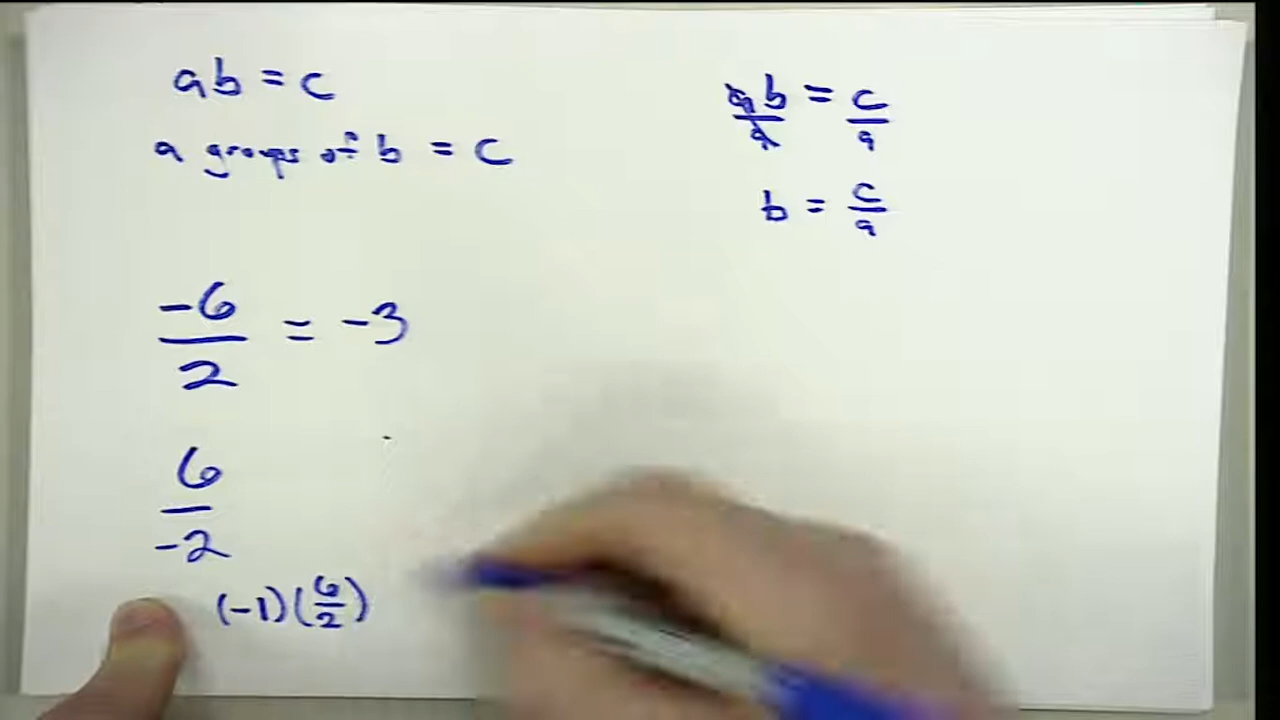 ab = c
a groups of b = c
-6/2 = -3
6/-2
(-1)(6/2)
ab/a = c/a
b = c/a